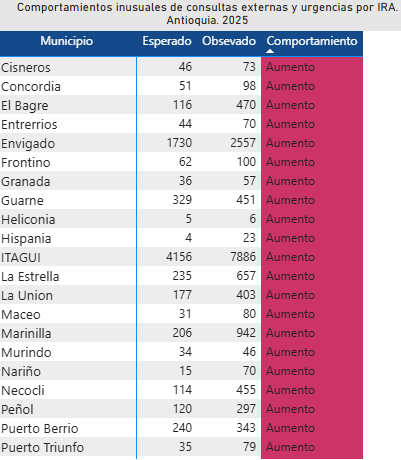 Comportamientos inusuales de consultas externas y urgencias por IRA.
Antioquia. 2025
Municipio Esperado Obsevado Comportamiento
Cisneros 46 73 Aumento
Concordia 51 98 Aumento
El Bagre 116 470 Aumento
Entrerrios 44 70 Aumento
Envigado 1730 2557 Aumento
Frontino 62 100 Aumento
Granada 36 57 Aumento
Guarne 329 451 Aumento
Heliconia 5 6 Aumento
Hispania 4 23 Aumento
ITAGUI 4156 7886 Aumento
La Estrella 235 657 Aumento
La Union 177 403 Aumento
Maceo 31 80 Aumento
Marinilla 206 942 Aumento
Murindo 34 46 Aumento
Nariño 15 70 Aumento
Necocli 114 455 Aumento
Peñol 120 297 Aumento
Puerto Berrio 240 343 Aumento
Puerto Triunfo 35 79 Aumento